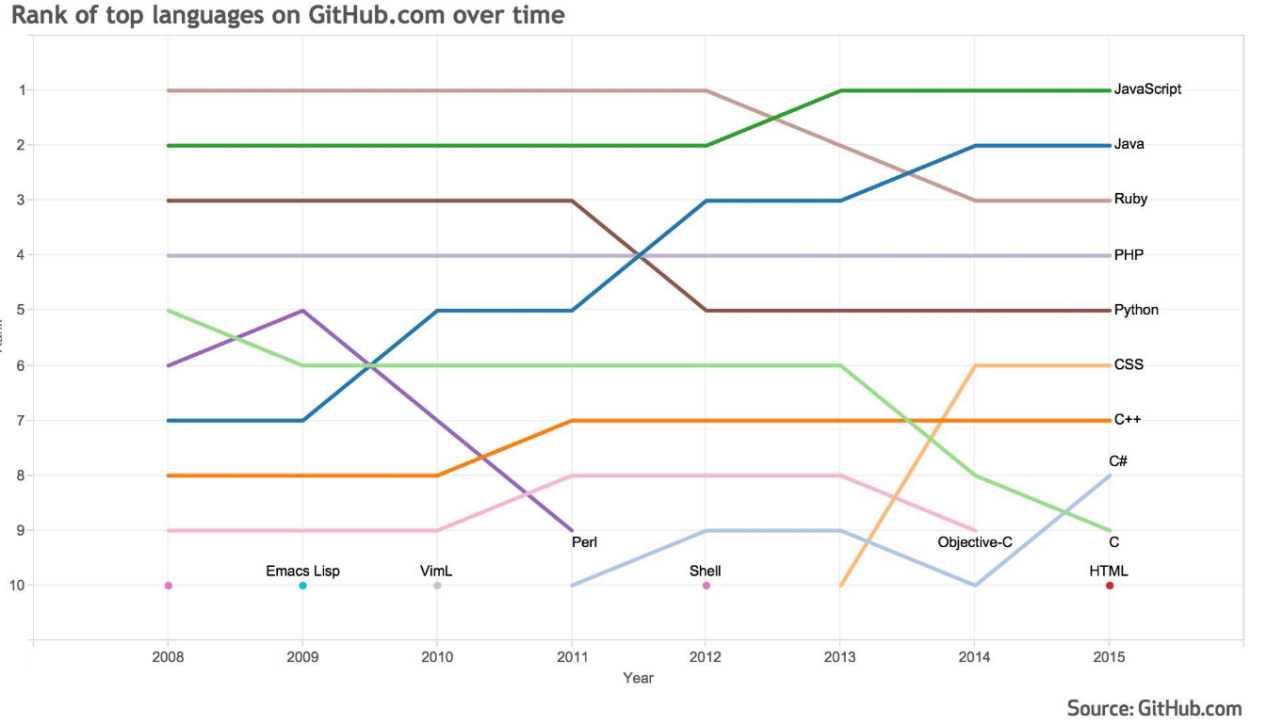 Rank of top languages on GitHub.com over time
1
JavaScript
2
Java
3
Ruby
4
PHP
5
Python
6
CSS
7
C++
8
C#
9
Perl
Objective-C
C
Emacs Lisp
VimL
Shell
HTML
10
2008 2009 2010 2011 2012 2013 2014 2015
Year
Source: GitHub.com